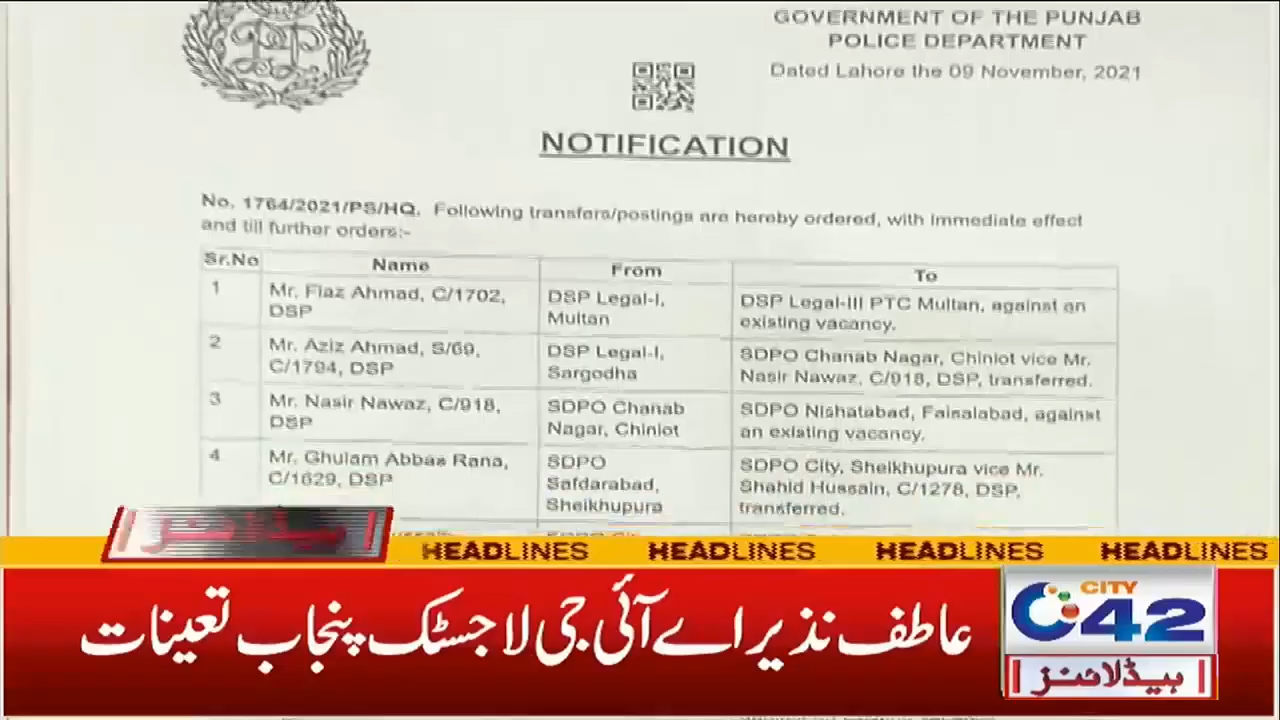 GOVERNMENT OF THE PUNJAB
POLICE DEPARTMENT
Dated Lahore the 09 November, 2021
NOTIFICATION
No. 1764/2021/PS/HQ. Following transfers/postings are hereby ordered, with immediate effect
and till further orders:-
Sr.No Name From To
1 Mr. Fiaz Ahmad, C/1702, DSP Legal-I, DSP Legal-III PTC Multan, against an
DSP Multan existing vacancy.
2 Mr. Aziz Ahmad, S/69, DSP Legal-I, SDPO Chanab Nagar, Chiniot vice Mr.
C/1794, DSP Sargodha Nasir Nawaz, C/918, DSP, transferred.
3 Mr. Nasir Nawaz, C/918, SDPO Chanab SDPO Nishatabad, Faisalabad, against
DSP Nagar, Chiniot an existing vacancy.
4 Mr. Ghulam Abbas Rana, SDPO SDPO City, Sheikhupura vice Mr.
C/1629, DSP Safdarabad, Shahid Hussain, C/1278, DSP,
Sheikhupura transferred.
ہیڈلائنز
HEADLINES HEADLINES HEADLINES HEADLINES
عاطف نذیر اے آئی جی لاجسٹک پنجاب تعینات
CITY
42
ہیڈلائنز